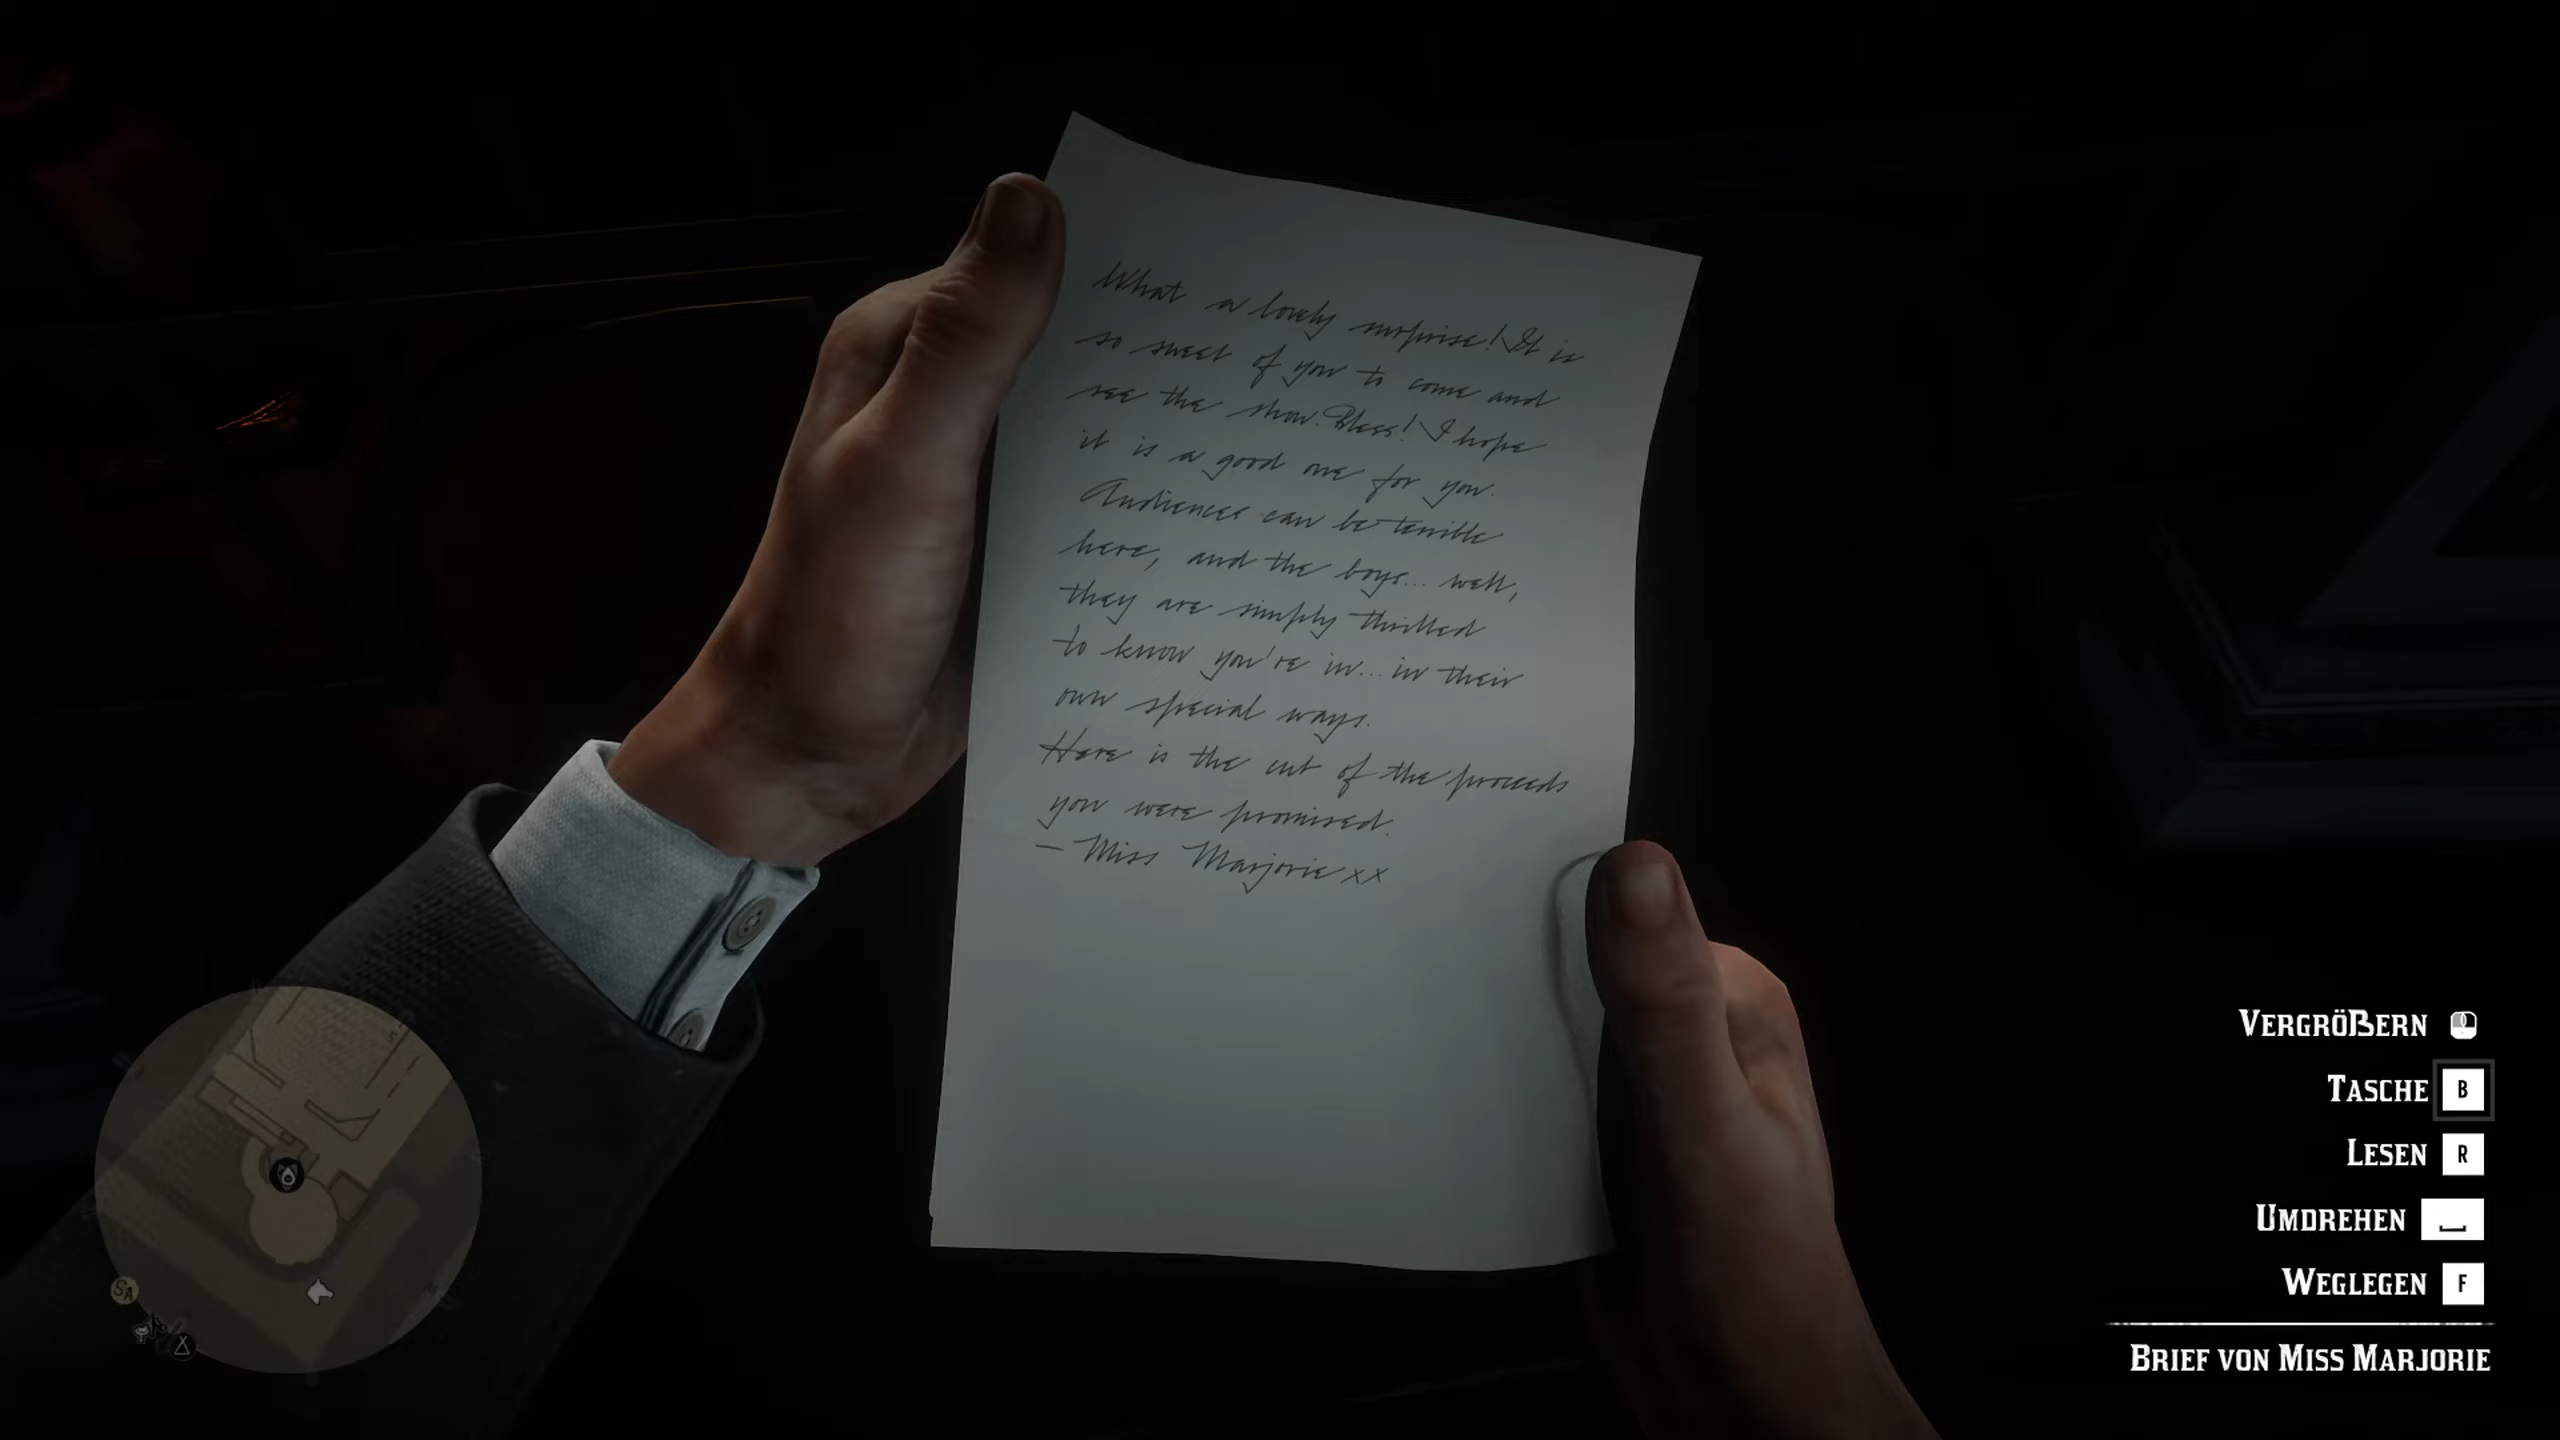 What a lovely surprise! It is
so sweet of you to come and
see the show. Bless! I hope
it is a good one for you.
Audiences can be terrible
here, and the boys... well,
they are simply thrilled
to know you're in... in their
own special ways.
Here is the cut of the proceeds
you were promised.
– Miss Marjorie xx
SA
VERGRÖẞERN
TASCHE B
LESEN R
UMDREHEN
WEGLEGEN F
BRIEF VON MISS MARJORIE